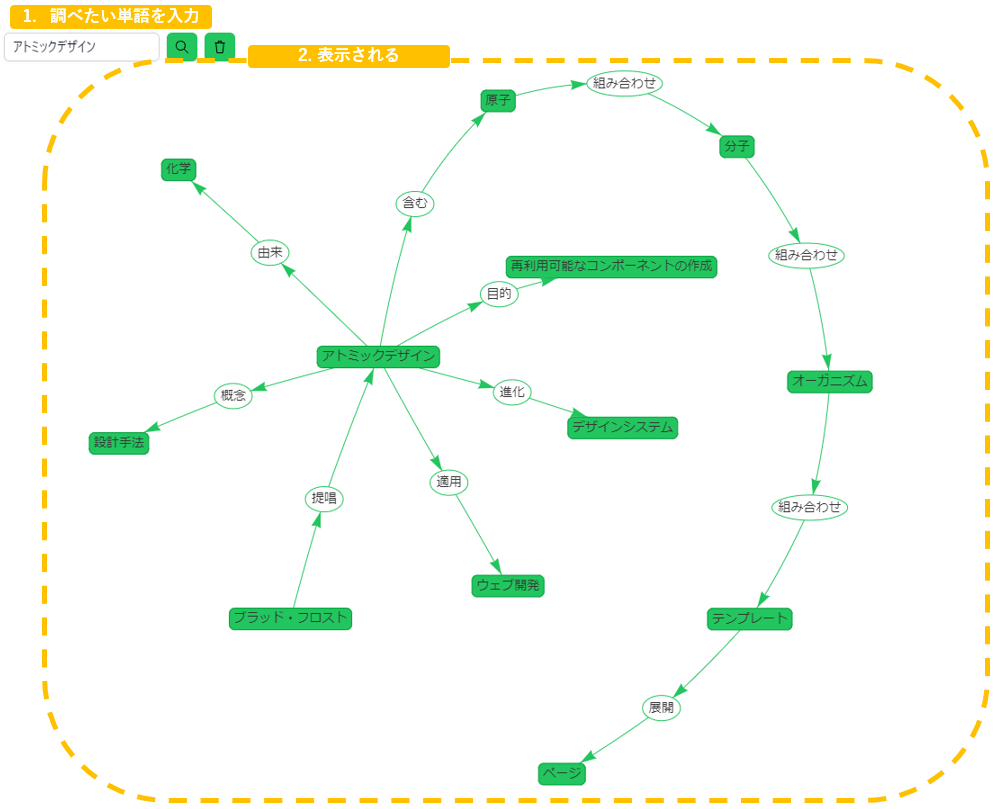 1. 調べたい単語を入力
アトミックデザイン
2. 表示される
組み合わせ
原子
分子
化学
含む
由来
組み合わせ
再利用可能なコンポーネントの作成
目的
アトミックデザイン
オーガニズム
進化
概念
デザインシステム
設計手法
適用
提唱
組み合わせ
ウェブ開発
ブラッド・フロスト
テンプレート
展開
ページ